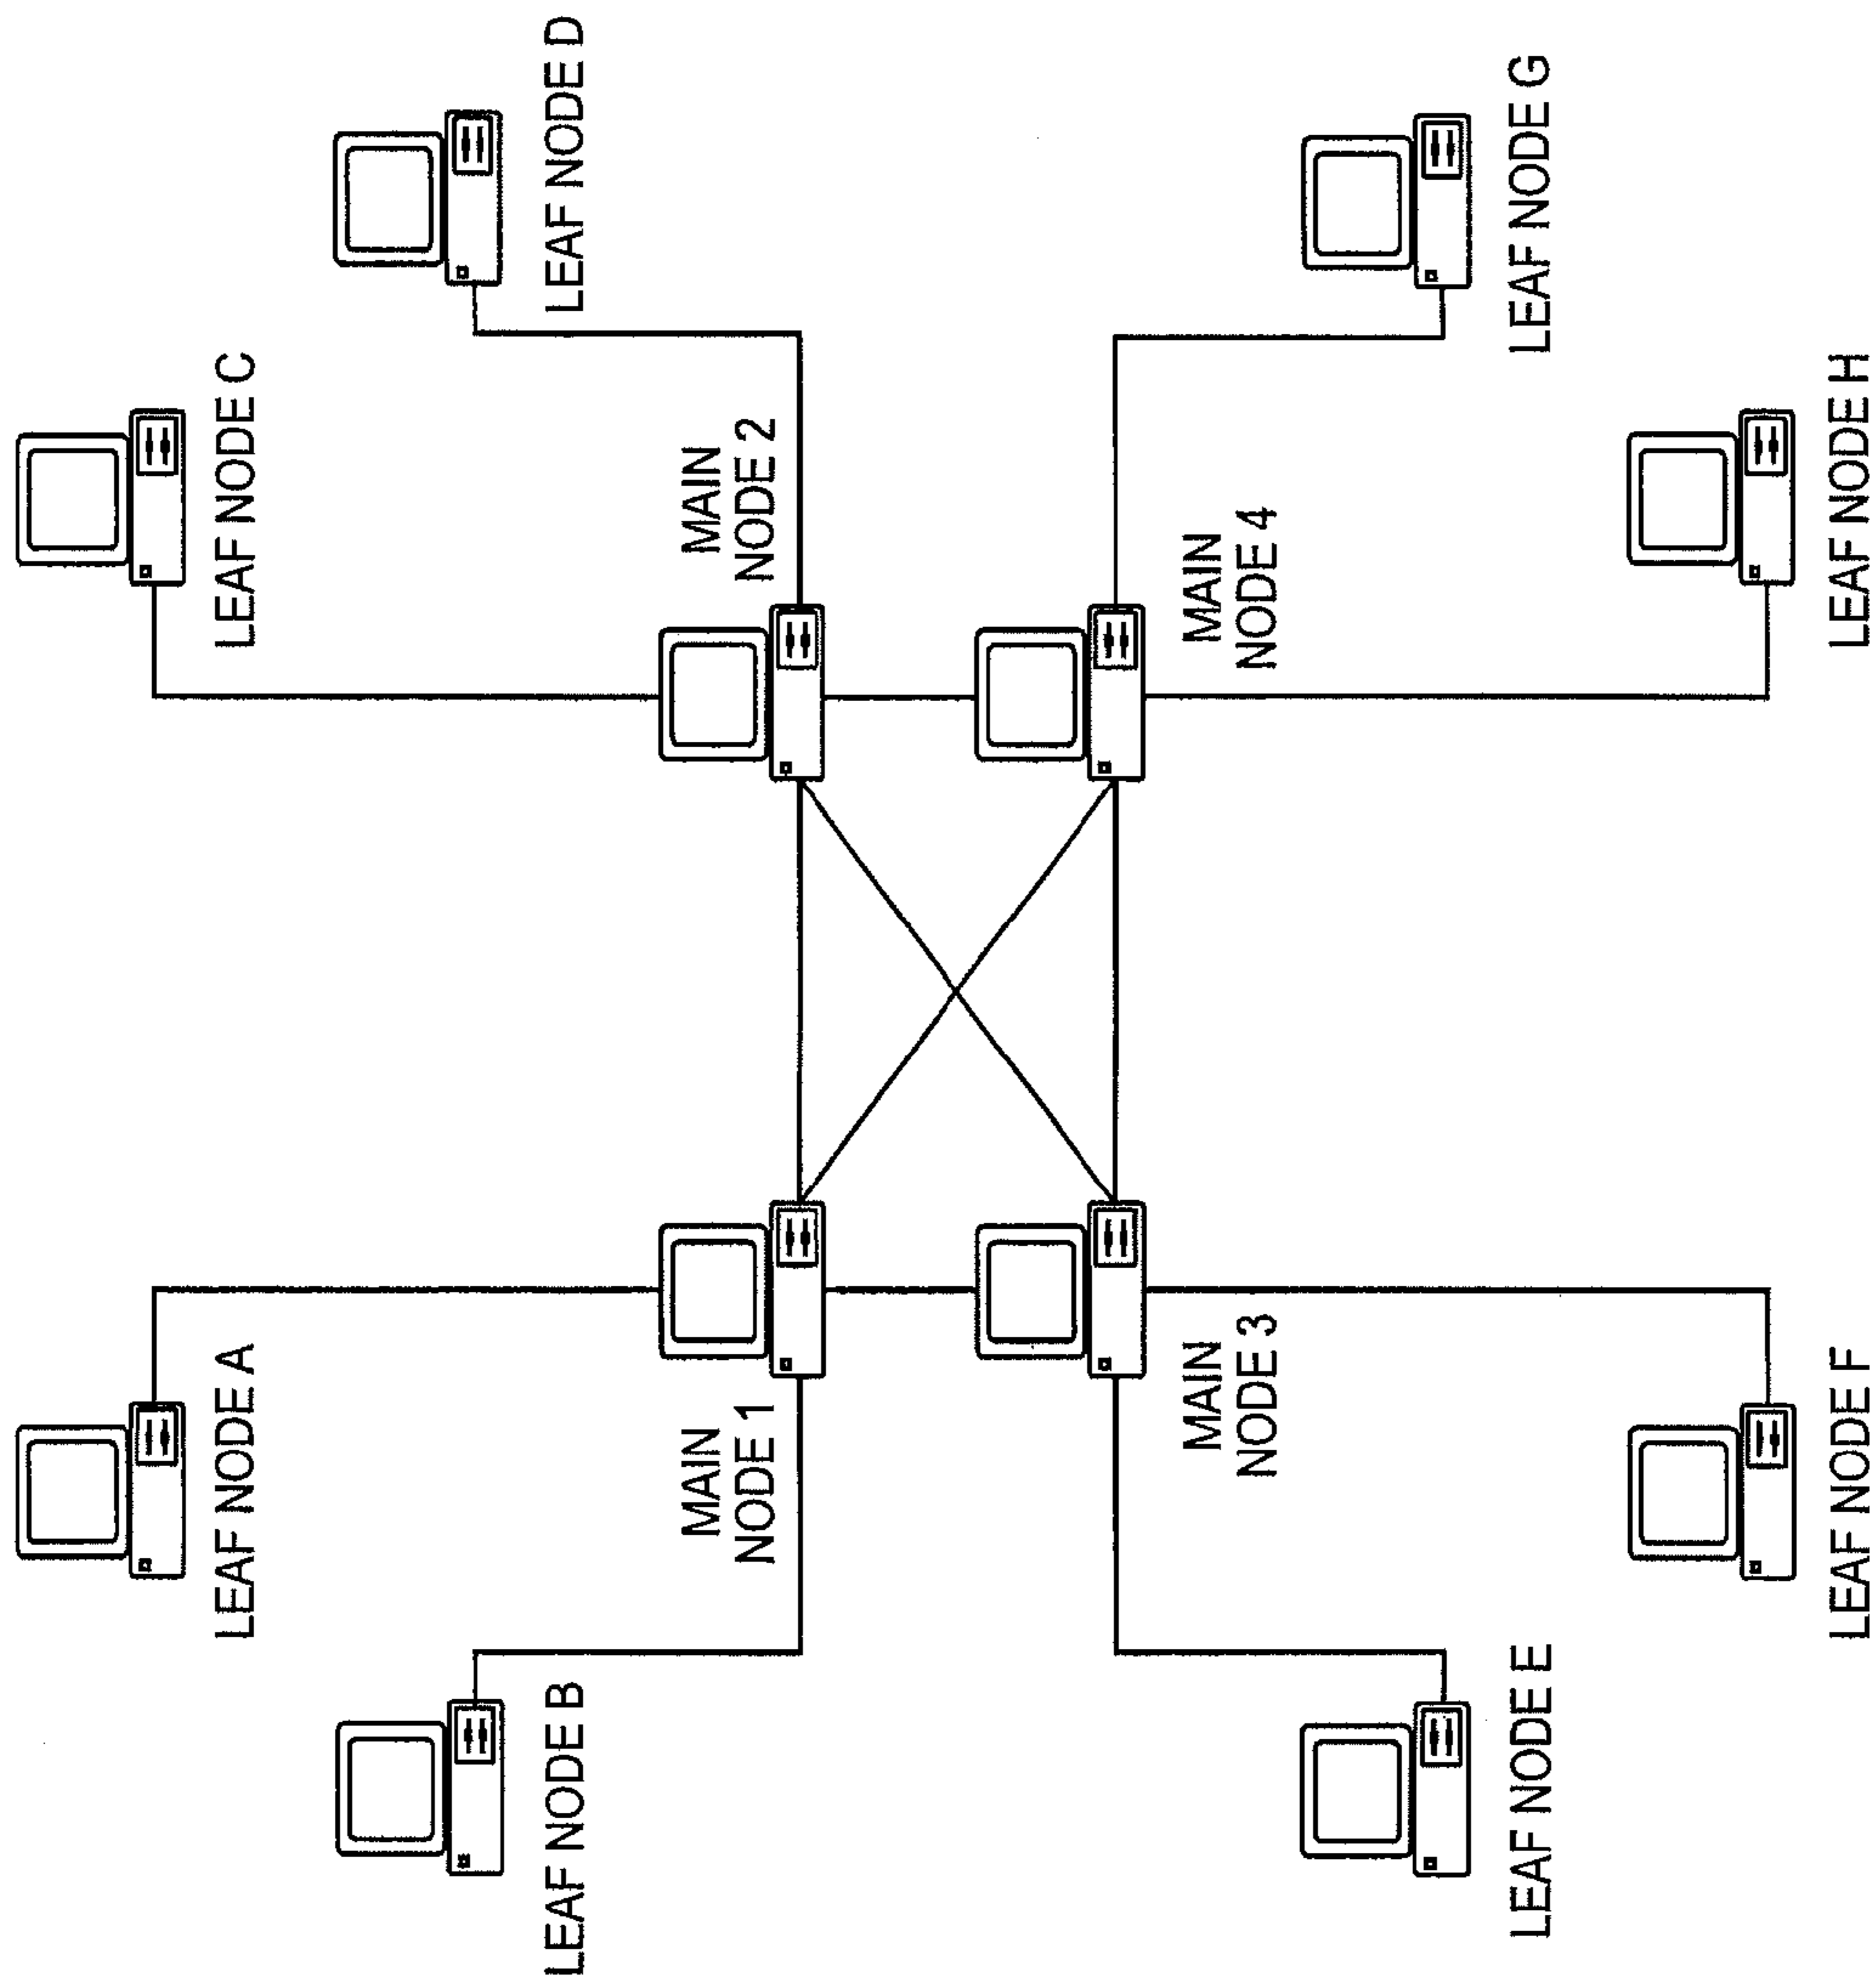 LEAF NODE A
LEAF NODE C
LEAF NODE B
LEAF NODE D
MAIN
NODE 1
MAIN
NODE 2
MAIN
NODE 3
MAIN
NODE 4
LEAF NODE E
LEAF NODE G
LEAF NODE F
LEAF NODE H